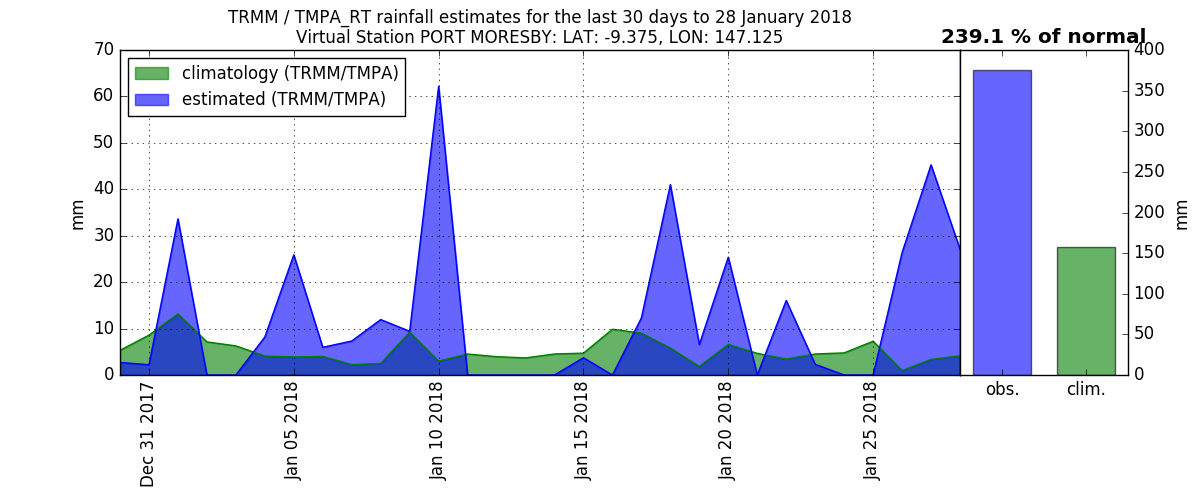 TRMM / TMPA_RT rainfall estimates for the last 30 days to 28 January 2018
Virtual Station PORT MORESBY: LAT: -9.375, LON: 147.125
239.1 % of normal
climatology (TRMM/TMPA)
estimated (TRMM/TMPA)
mm
70
60
50
40
30
20
10
0
Dec 31 2017
Jan 05 2018
Jan 10 2018
Jan 15 2018
Jan 20 2018
Jan 25 2018
obs.
clim.
400
350
300
250
200
150
100
50
0
mm